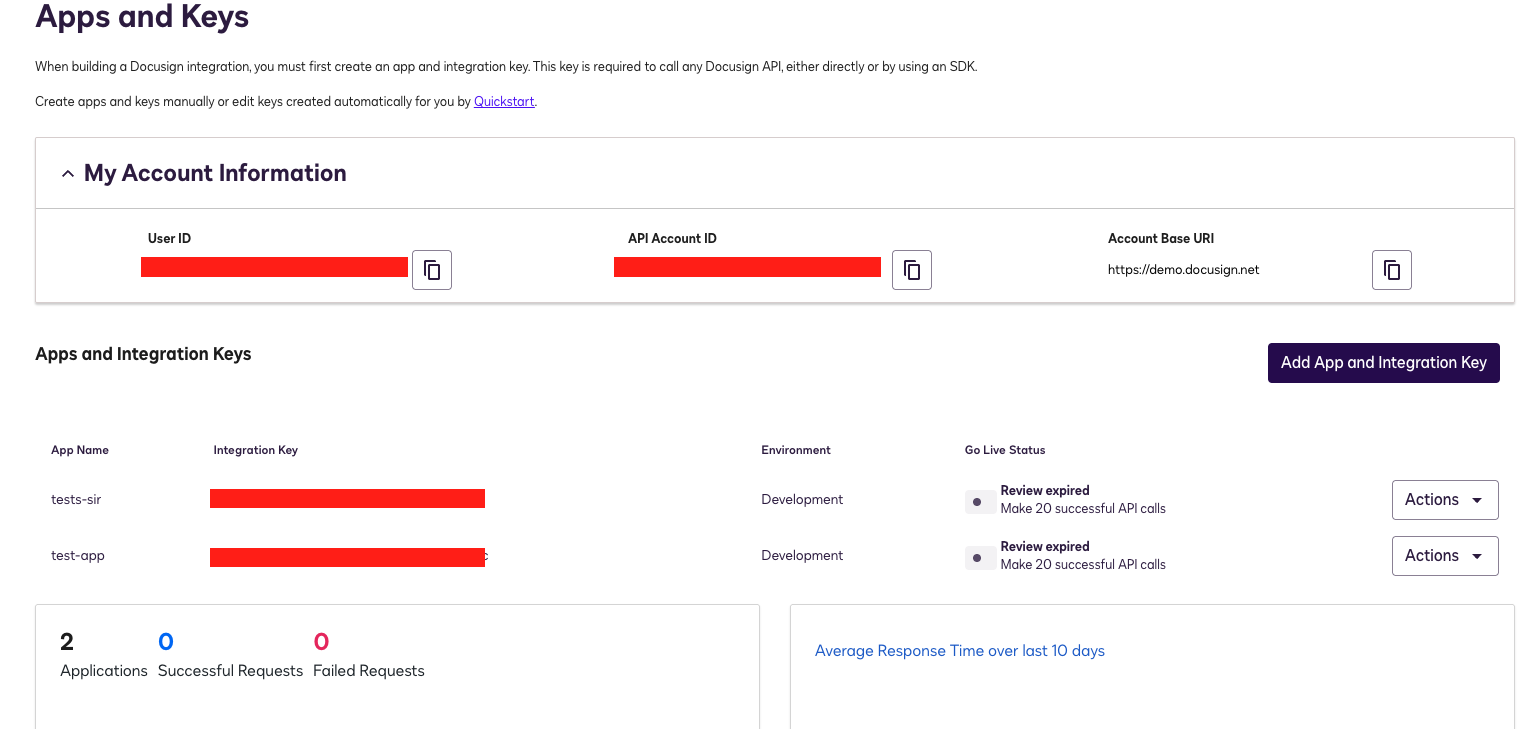 Apps and Keys
When building a Docusign integration, you must first create an app and integration key. This key is required to call any Docusign API, either directly or by using an SDK.
Create apps and keys manually or edit keys created automatically for you by Quickstart.
My Account Information
User ID API Account ID Account Base URI
https://demo.docusign.net
Apps and Integration Keys
Add App and Integration Key
App Name Integration Key Environment Go Live Status
tests-sir Development Review expired Actions
Make 20 successful API calls
test-app Development Review expired Actions
Make 20 successful API calls
2 0 0
Applications Successful Requests Failed Requests
Average Response Time over last 10 days